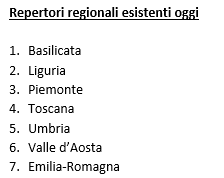 Repertori regionali esistenti oggi
1. Basilicata
2. Liguria
3. Piemonte
4. Toscana
5. Umbria
6. Valle d'Aosta
7. Emilia-Romagna